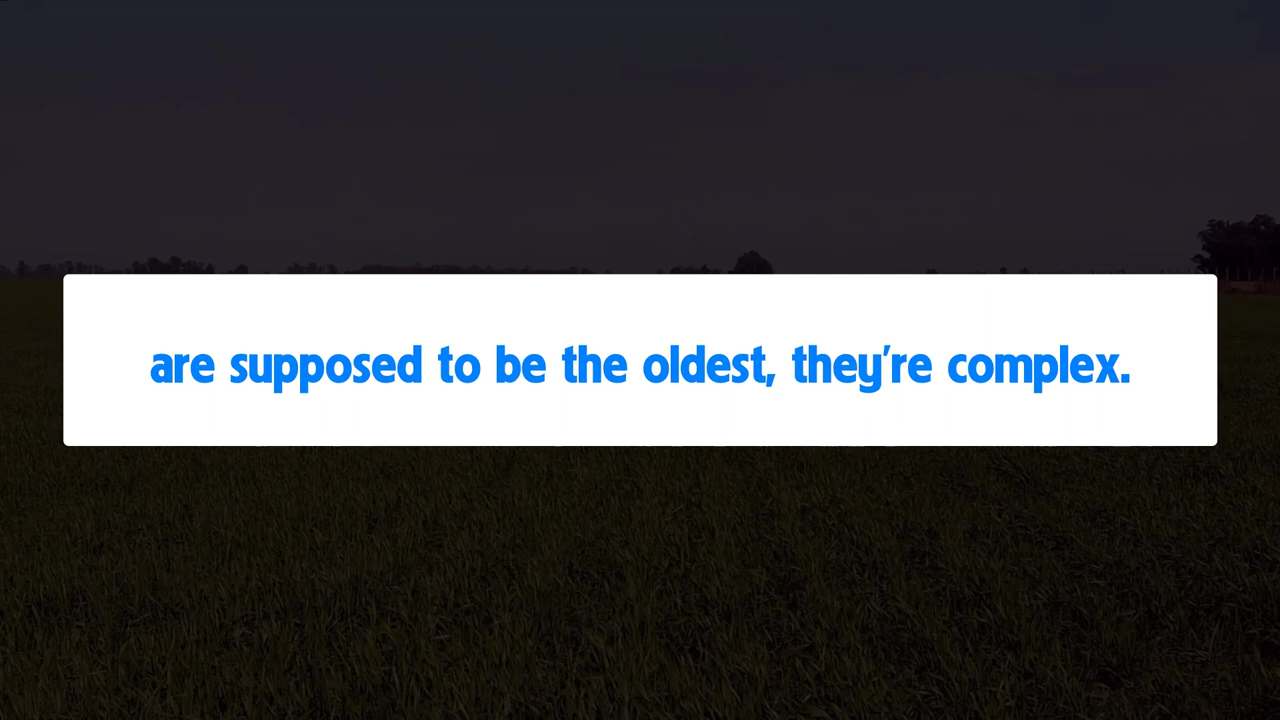 are supposed to be the oldest, they're complex.